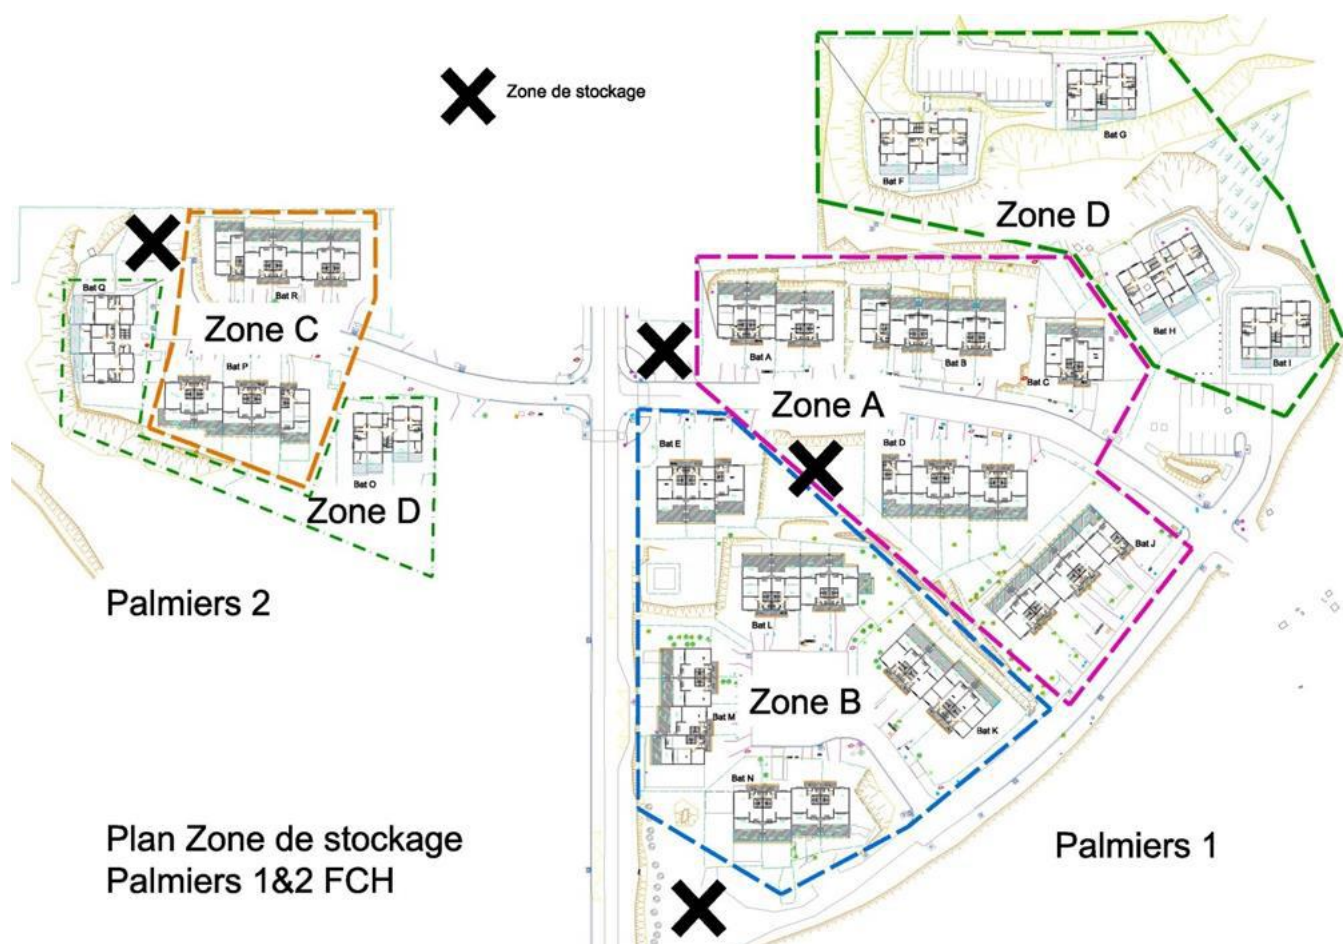 Zone de stockage
Bat G
Bat F
Zone D
Bat Q
Bat R
Zone C
Bat P
Bat H
Bat I
Bat A
Bat B
Bat C
Zone A
Bat E
Bat D
Bat O
Zone D
Bat J
Palmiers 2
Bat L
Zone B
Bat M
Bat K
Bat N
Plan Zone de stockage
Palmiers 1&2 FCH
Palmiers 1